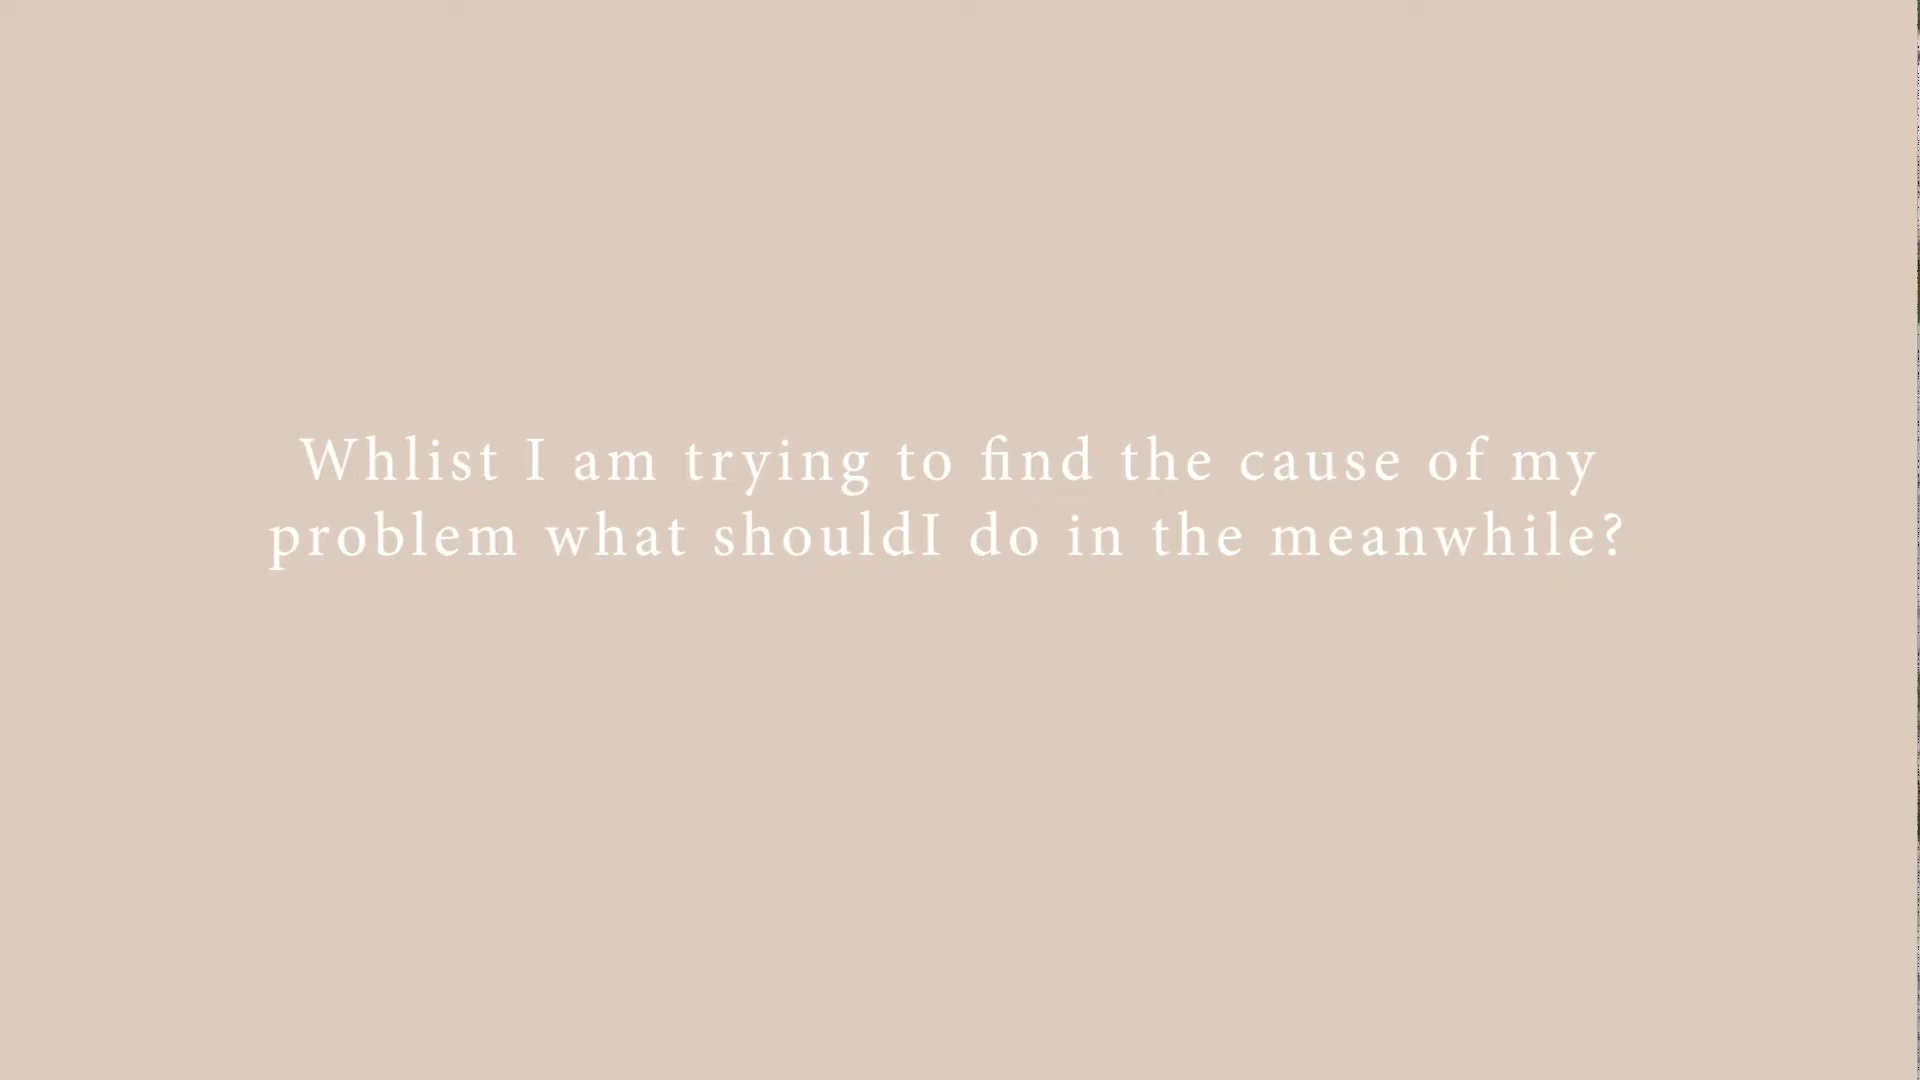 Whlist I am trying to find the cause of my
problem what shouldI do in the meanwhile?